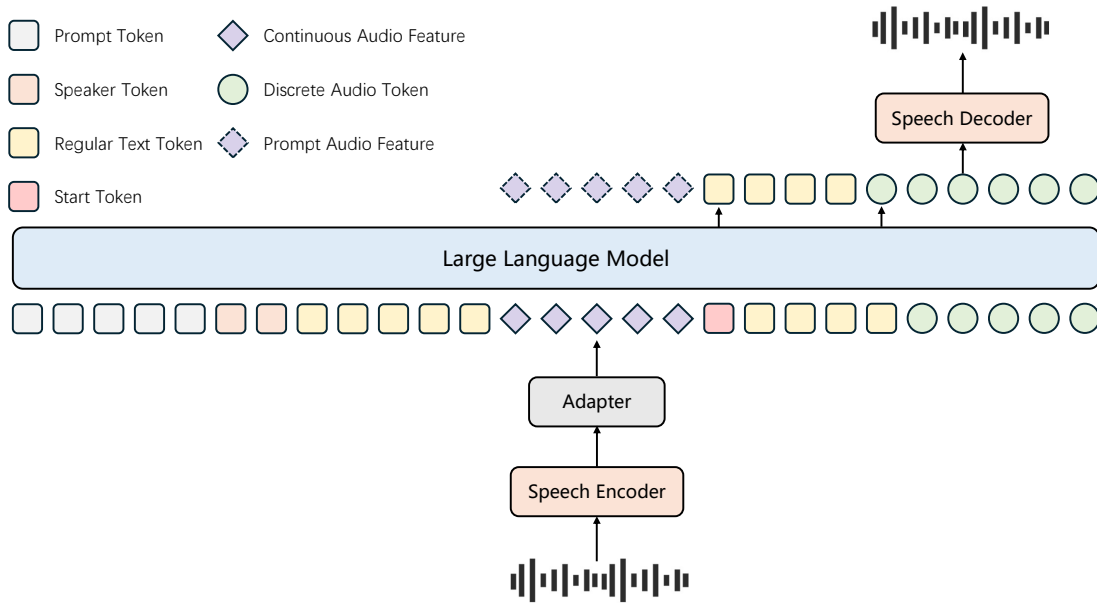 Prompt Token
Continuous Audio Feature
Speaker Token
Discrete Audio Token
Regular Text Token
Prompt Audio Feature
Start Token
Speech Decoder
Large Language Model
Adapter
Speech Encoder